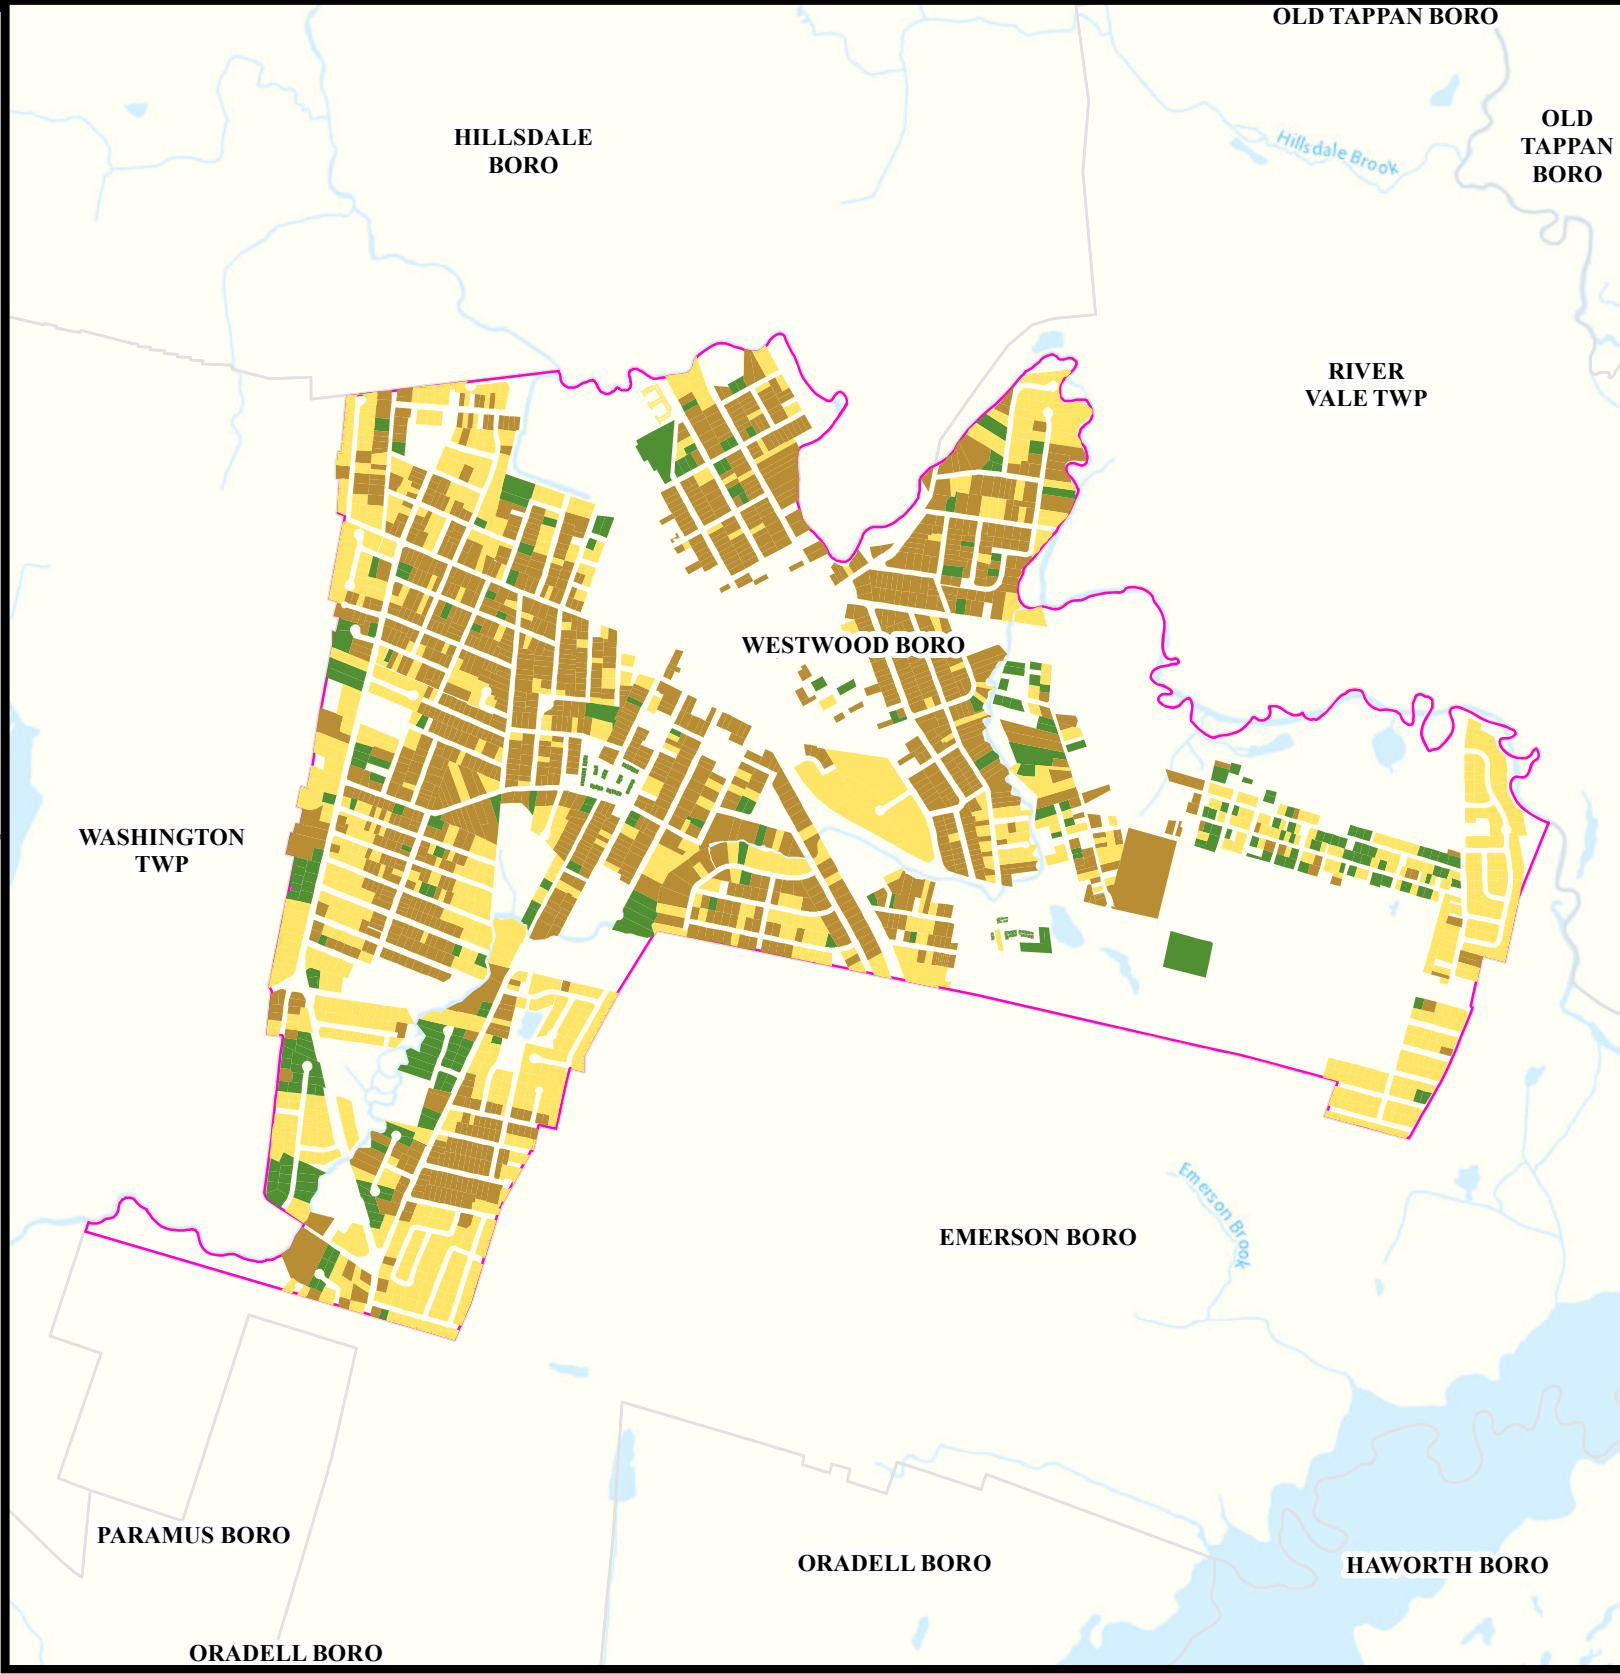 OLD TAPPAN BORO
OLD
TAPPAN
BORO
HILLSDALE
BORO
Hillsdale Brook
RIVER
VALE TWP
WESTWOOD BORO
WASHINGTON
TWP
Emerson Brook
EMERSON BORO
PARAMUS BORO
ORADELL BORO
HAWORTH BORO
ORADELL BORO